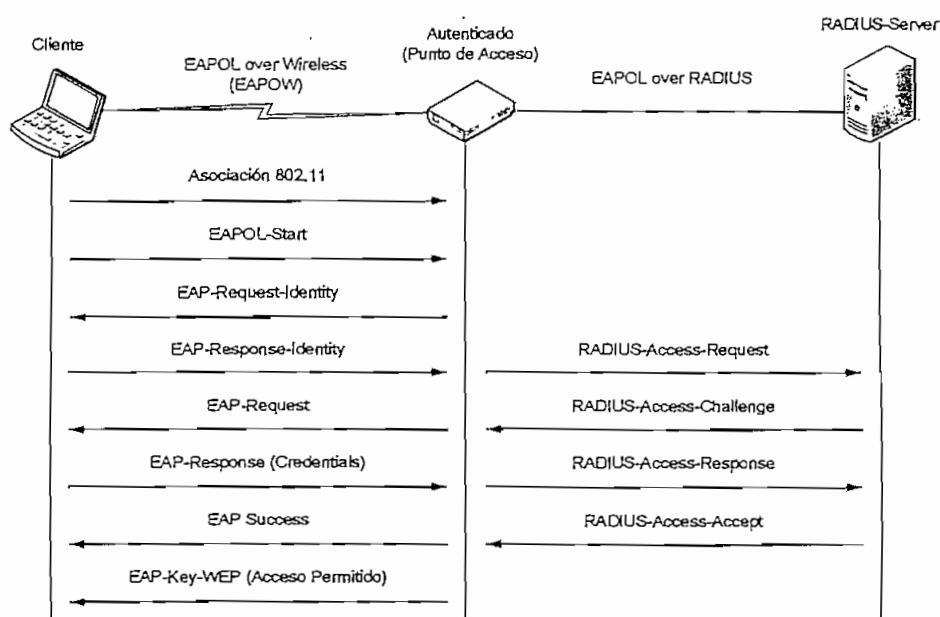 RADIUS-Server
Autenticado
(Punto de Acceso)
Cliente
EAPOL over Wireless
(EAPOW)
EAPOL over RADIUS
Asociación 802.11
EAPOL-Start
EAP-Request-Identity
EAP-Response-Identity
RADIUS-Access-Request
EAP-Request
RADIUS-Access-Challenge
EAP-Response (Credentials)
RADIUS-Access-Response
EAP Success
RADIUS-Access-Accept
EAP-Key-WEP (Acceso Permitido)